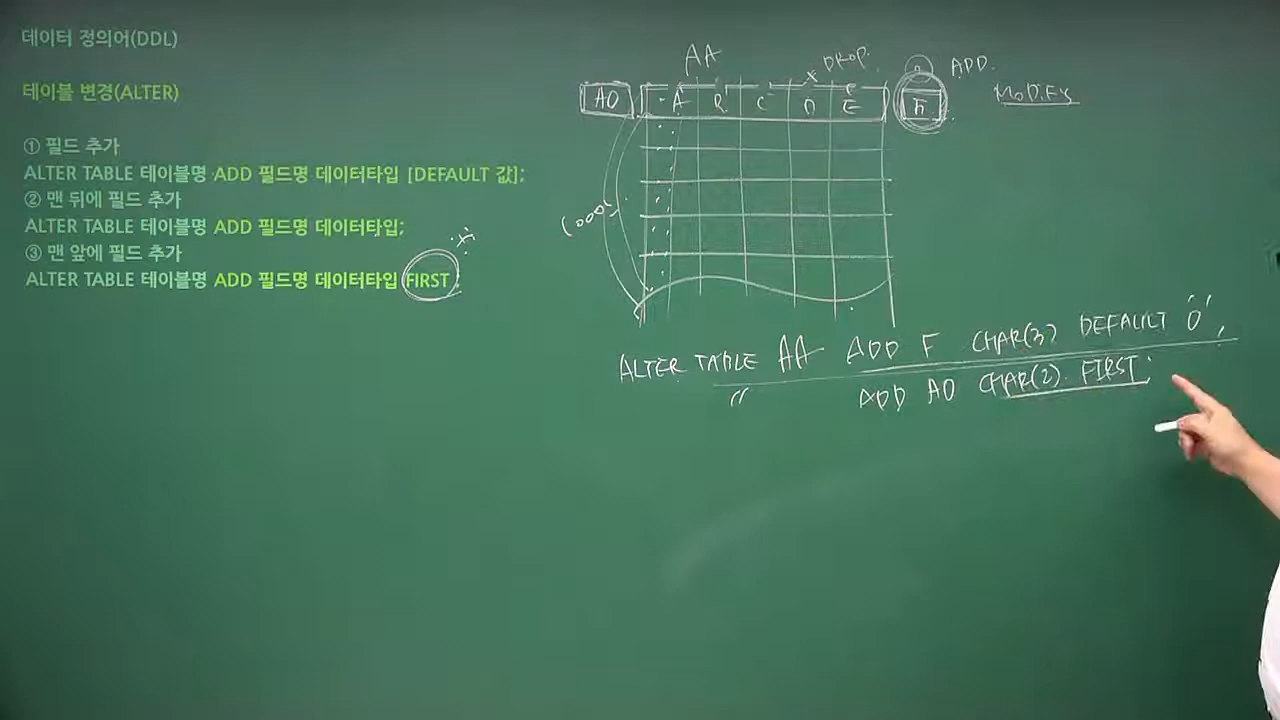 데이터 정의어(DDL)
테이블 변경(ALTER)
① 필드 추가
ALTER TABLE 테이블명 ADD 필드명 데이터타입 [DEFAULT 값];
② 맨 뒤에 필드 추가
ALTER TABLE 테이블명 ADD 필드명 데이터타입;
③ 맨 앞에 필드 추가
ALTER TABLE 테이블명 ADD 필드명 데이터타입 FIRST;
AA
DROP.
ADD.
MODIFY
A0 A B C D E F
ALTER TABLE AA ADD F CHAR(3) DEFAULT '0',
〃 ADD A0 CHAR(2) FIRST;